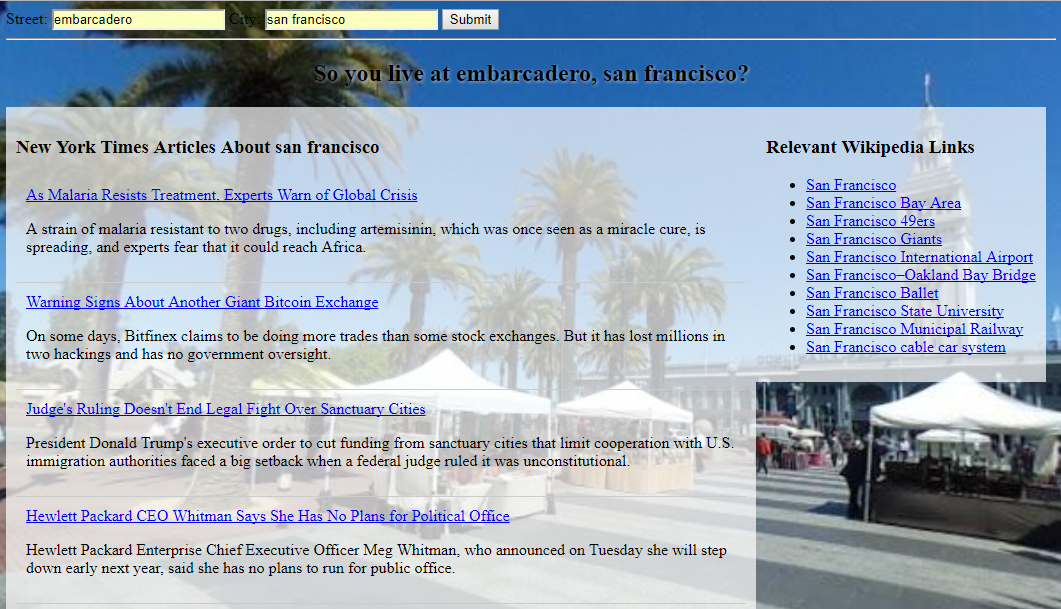 Street: embarcadero City: san francisco Submit
So you live at embarcadero, san francisco?
New York Times Articles About san francisco
As Malaria Resists Treatment, Experts Warn of Global Crisis
A strain of malaria resistant to two drugs, including artemisinin, which was once seen as a miracle cure, is
spreading, and experts fear that it could reach Africa.
Warning Signs About Another Giant Bitcoin Exchange
On some days, Bitfinex claims to be doing more trades than some stock exchanges. But it has lost millions in
two hackings and has no government oversight.
Judge's Ruling Doesn't End Legal Fight Over Sanctuary Cities
President Donald Trump's executive order to cut funding from sanctuary cities that limit cooperation with U.S.
immigration authorities faced a big setback when a federal judge ruled it was unconstitutional.
Hewlett Packard CEO Whitman Says She Has No Plans for Political Office
Hewlett Packard Enterprise Chief Executive Officer Meg Whitman, who announced on Tuesday she will step
down early next year, said she has no plans to run for public office.
Relevant Wikipedia Links
San Francisco
San Francisco Bay Area
San Francisco 49ers
San Francisco Giants
San Francisco International Airport
San Francisco–Oakland Bay Bridge
San Francisco Ballet
San Francisco State University
San Francisco Municipal Railway
San Francisco cable car system